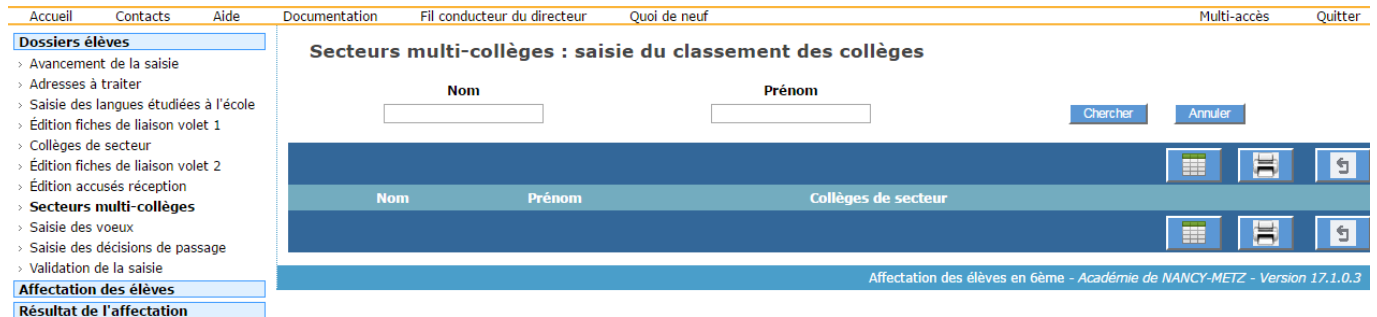 Accueil Contacts Aide Documentation Fil conducteur du directeur Quoi de neuf Multi-accès Quitter
Dossiers élèves
› Avancement de la saisie
› Adresses à traiter
› Saisie des langues étudiées à l'école
› Édition fiches de liaison volet 1
› Collèges de secteur
› Édition fiches de liaison volet 2
› Édition accusés réception
› Secteurs multi-collèges
› Saisie des voeux
› Saisie des décisions de passage
› Validation de la saisie
Affectation des élèves
Résultat de l'affectation
Secteurs multi-collèges : saisie du classement des collèges
Nom Prénom
Chercher Annuler
Nom Prénom Collèges de secteur
Affectation des élèves en 6ème - Académie de NANCY-METZ - Version 17.1.0.3